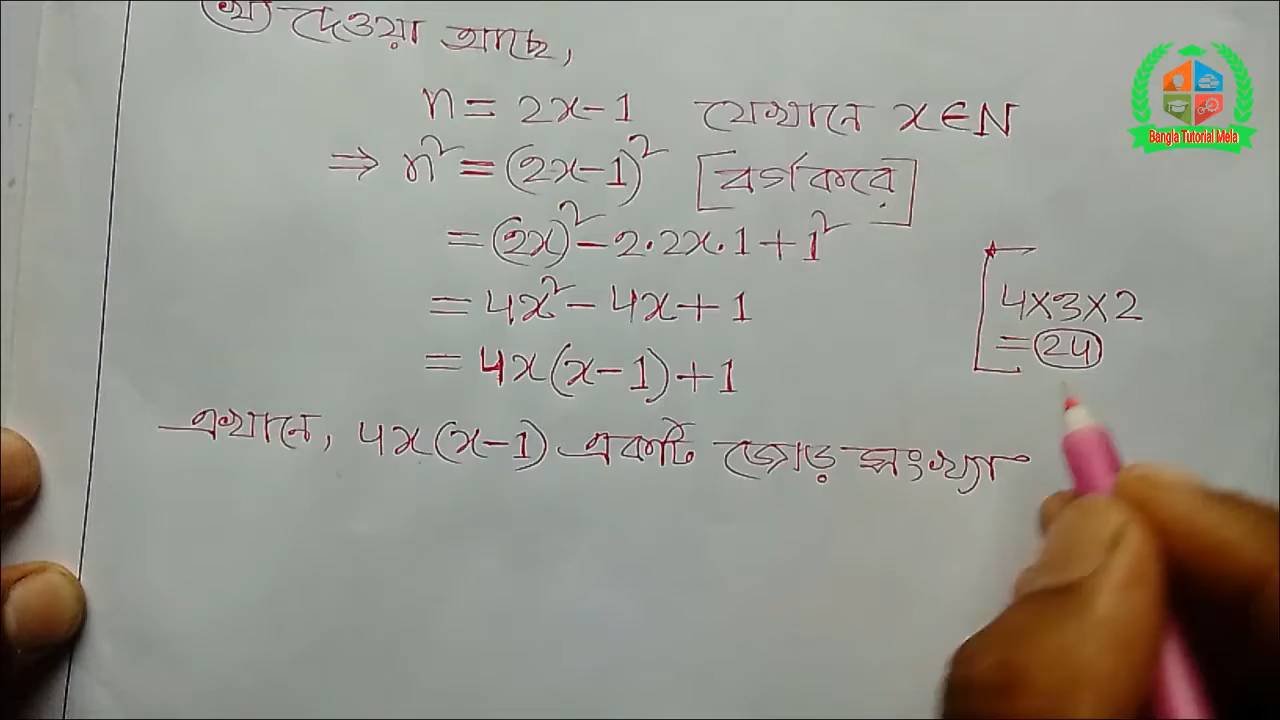 (খ) দেওয়া আছে,
n = 2x-1 যেখানে x∈N
⇒ n² = (2x-1)² [বর্গ করে]
= (2x)² - 2·2x·1 + 1²
= 4x² - 4x + 1
= 4x(x-1) + 1
এখানে, 4x(x-1) একটি জোড় সংখ্যা
4×3×2
= 24
Bangla Tutorial Mela